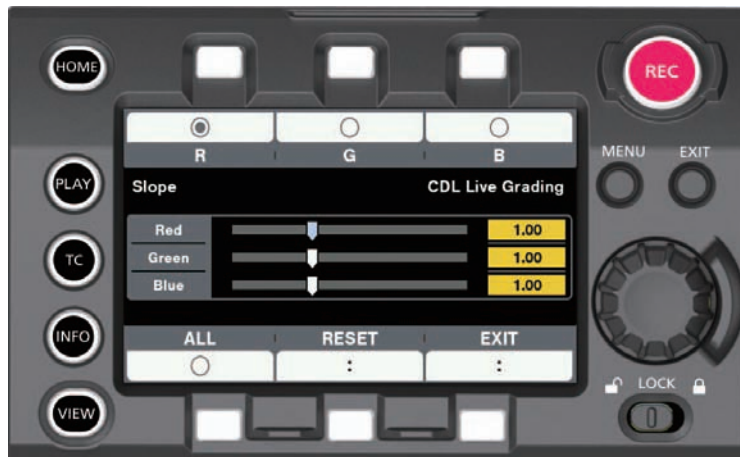 HOME
REC
R G B
MENU EXIT
PLAY
Slope CDL Live Grading
Red 1.00
Green 1.00
Blue 1.00
TC
INFO
ALL RESET EXIT
: :
LOCK
VIEW